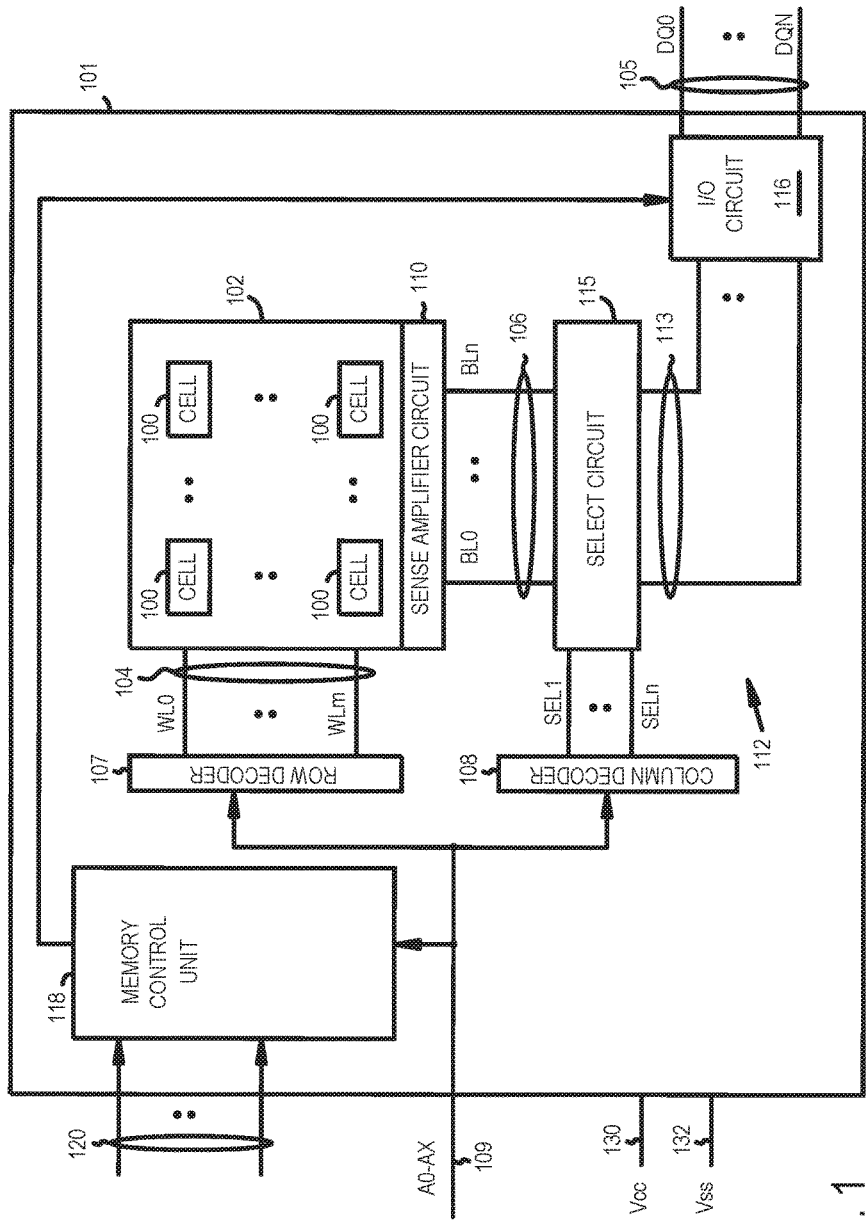 101
120
118
MEMORY
CONTROL
UNIT
107
ROW DECODER
WL0
WLm
104
102
100
CELL
100
CELL
100
CELL
100
CELL
SENSE AMPLIFIER CIRCUIT
110
BL0
BLn
106
A0-AX
109
108
COLUMN DECODER
SEL1
SELn
SELECT CIRCUIT
115
113
112
I/O
CIRCUIT
116
105
DQ0
DQN
Vcc
130
Vss
132
.1